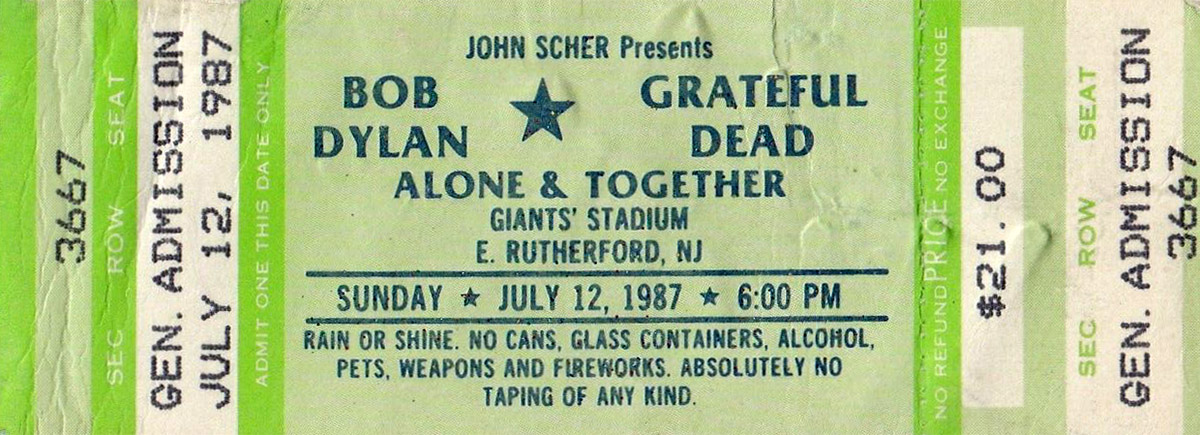 3667
SEC ROW SEAT
GEN. ADMISSION
JULY 12, 1987
ADMIT ONE THIS DATE ONLY
JOHN SCHER Presents
BOB ★ GRATEFUL
DYLAN DEAD
ALONE & TOGETHER
GIANTS' STADIUM
E. RUTHERFORD, NJ
SUNDAY ★ JULY 12, 1987 ★ 6:00 PM
RAIN OR SHINE. NO CANS, GLASS CONTAINERS, ALCOHOL,
PETS, WEAPONS AND FIREWORKS. ABSOLUTELY NO
TAPING OF ANY KIND.
NO REFUND PRICE NO EXCHANGE
$21.00
SEC ROW SEAT
GEN. ADMISSION
3667